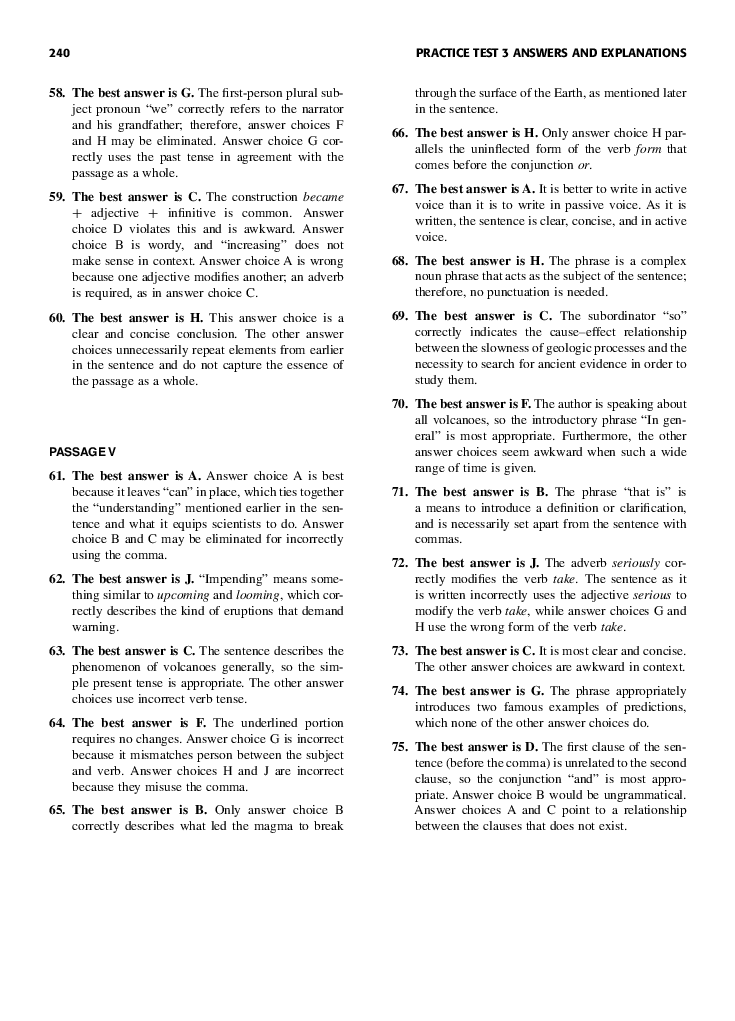 240
PRACTICE TEST 3 ANSWERS AND EXPLANATIONS
58. The best answer is G. The first-person plural sub-
ject pronoun “we” correctly refers to the narrator
and his grandfather; therefore, answer choices F
and H may be eliminated. Answer choice G cor-
rectly uses the past tense in agreement with the
passage as a whole.
59. The best answer is C. The construction became
+ adjective + infinitive is common. Answer
choice D violates this and is awkward. Answer
choice B is wordy, and “increasing” does not
make sense in context. Answer choice A is wrong
because one adjective modifies another; an adverb
is required, as in answer choice C.
60. The best answer is H. This answer choice is a
clear and concise conclusion. The other answer
choices unnecessarily repeat elements from earlier
in the sentence and do not capture the essence of
the passage as a whole.
PASSAGE V
61. The best answer is A. Answer choice A is best
because it leaves “can” in place, which ties together
the “understanding” mentioned earlier in the sen-
tence and what it equips scientists to do. Answer
choice B and C may be eliminated for incorrectly
using the comma.
62. The best answer is J. “Impending” means some-
thing similar to upcoming and looming, which cor-
rectly describes the kind of eruptions that demand
warning.
63. The best answer is C. The sentence describes the
phenomenon of volcanoes generally, so the sim-
ple present tense is appropriate. The other answer
choices use incorrect verb tense.
64. The best answer is F. The underlined portion
requires no changes. Answer choice G is incorrect
because it mismatches person between the subject
and verb. Answer choices H and J are incorrect
because they misuse the comma.
65. The best answer is B. Only answer choice B
correctly describes what led the magma to break
through the surface of the Earth, as mentioned later
in the sentence.
66. The best answer is H. Only answer choice H par-
allels the uninflected form of the verb form that
comes before the conjunction or.
67. The best answer is A. It is better to write in active
voice than it is to write in passive voice. As it is
written, the sentence is clear, concise, and in active
voice.
68. The best answer is H. The phrase is a complex
noun phrase that acts as the subject of the sentence;
therefore, no punctuation is needed.
69. The best answer is C. The subordinator “so”
correctly indicates the cause–effect relationship
between the slowness of geologic processes and the
necessity to search for ancient evidence in order to
study them.
70. The best answer is F. The author is speaking about
all volcanoes, so the introductory phrase “In gen-
eral” is most appropriate. Furthermore, the other
answer choices seem awkward when such a wide
range of time is given.
71. The best answer is B. The phrase “that is” is
a means to introduce a definition or clarification,
and is necessarily set apart from the sentence with
commas.
72. The best answer is J. The adverb seriously cor-
rectly modifies the verb take. The sentence as it
is written incorrectly uses the adjective serious to
modify the verb take, while answer choices G and
H use the wrong form of the verb take.
73. The best answer is C. It is most clear and concise.
The other answer choices are awkward in context.
74. The best answer is G. The phrase appropriately
introduces two famous examples of predictions,
which none of the other answer choices do.
75. The best answer is D. The first clause of the sen-
tence (before the comma) is unrelated to the second
clause, so the conjunction “and” is most appro-
priate. Answer choice B would be ungrammatical.
Answer choices A and C point to a relationship
between the clauses that does not exist.